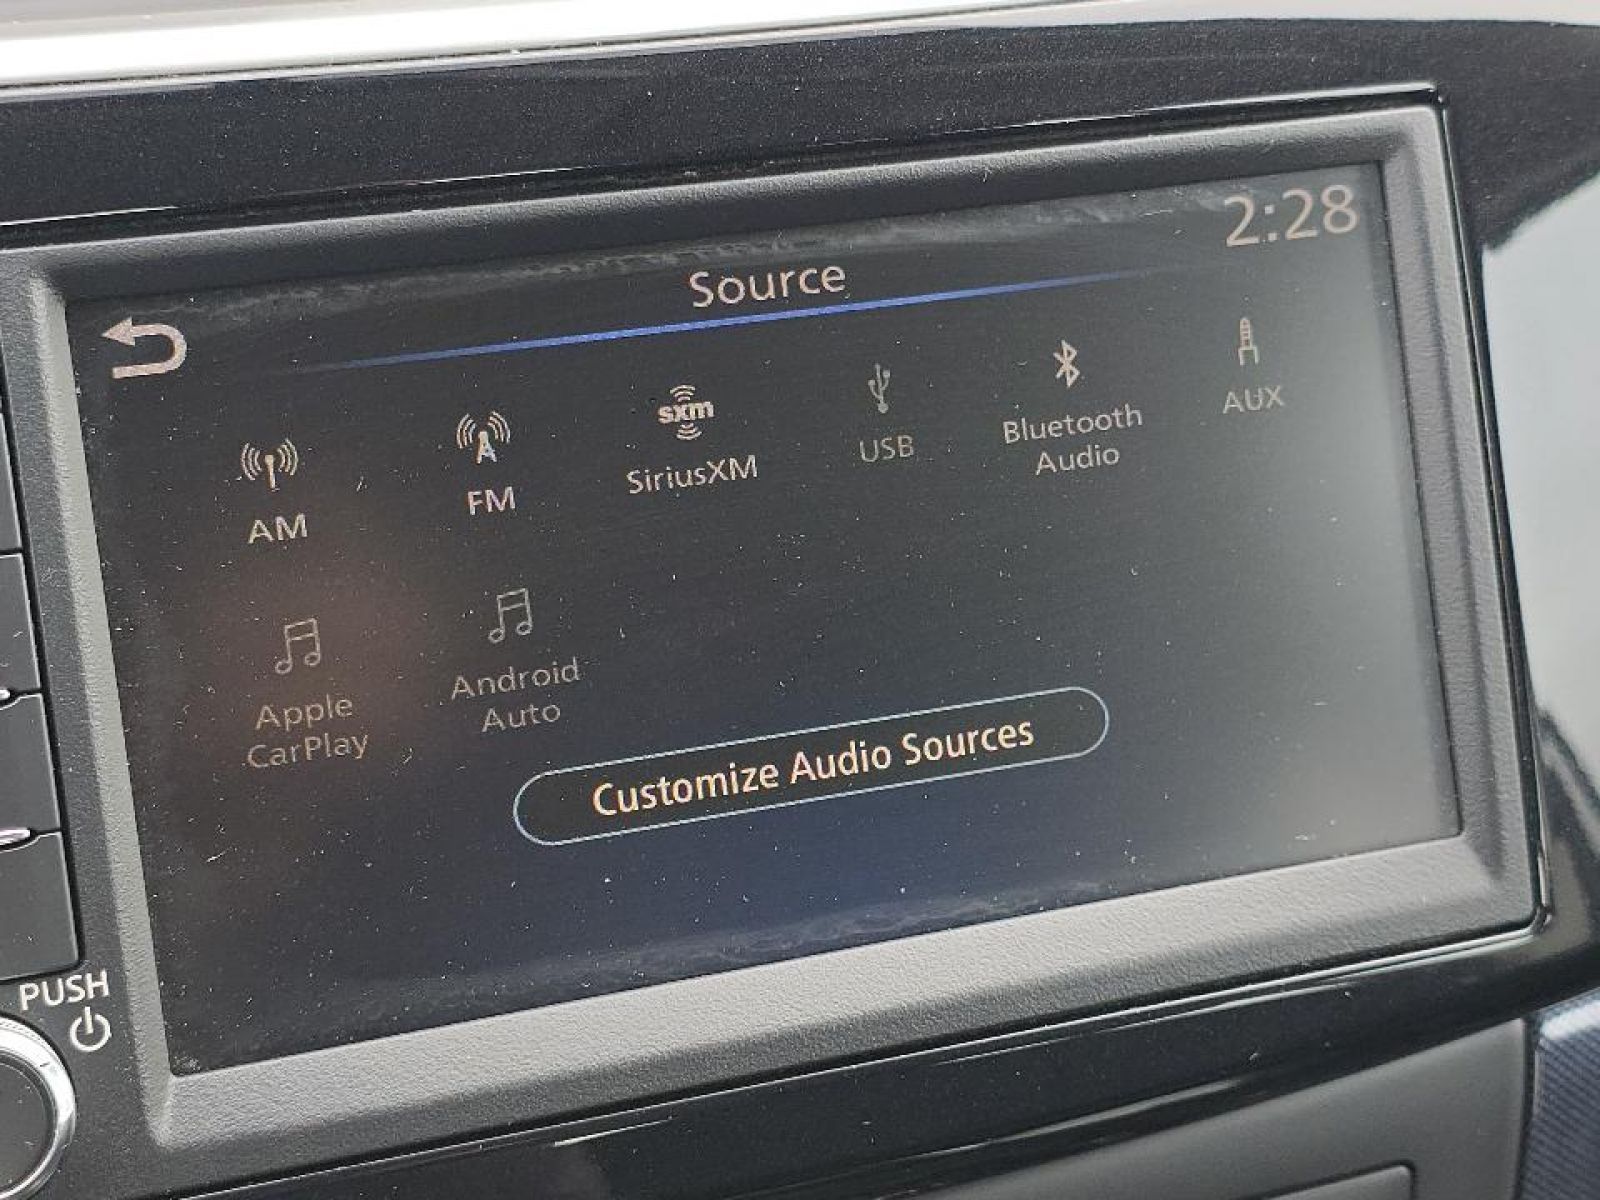 2:28
Source
AM
FM
sxm
SiriusXM
USB
Bluetooth
Audio
AUX
Apple
CarPlay
Android
Auto
Customize Audio Sources
PUSH